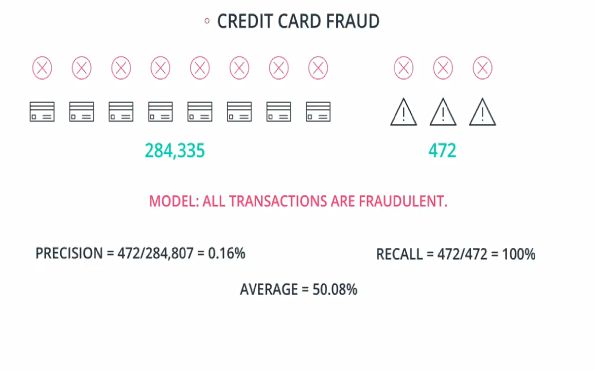 CREDIT CARD FRAUD
284,335
472
MODEL: ALL TRANSACTIONS ARE FRAUDULENT.
PRECISION = 472/284,807 = 0.16%
RECALL = 472/472 = 100%
AVERAGE = 50.08%